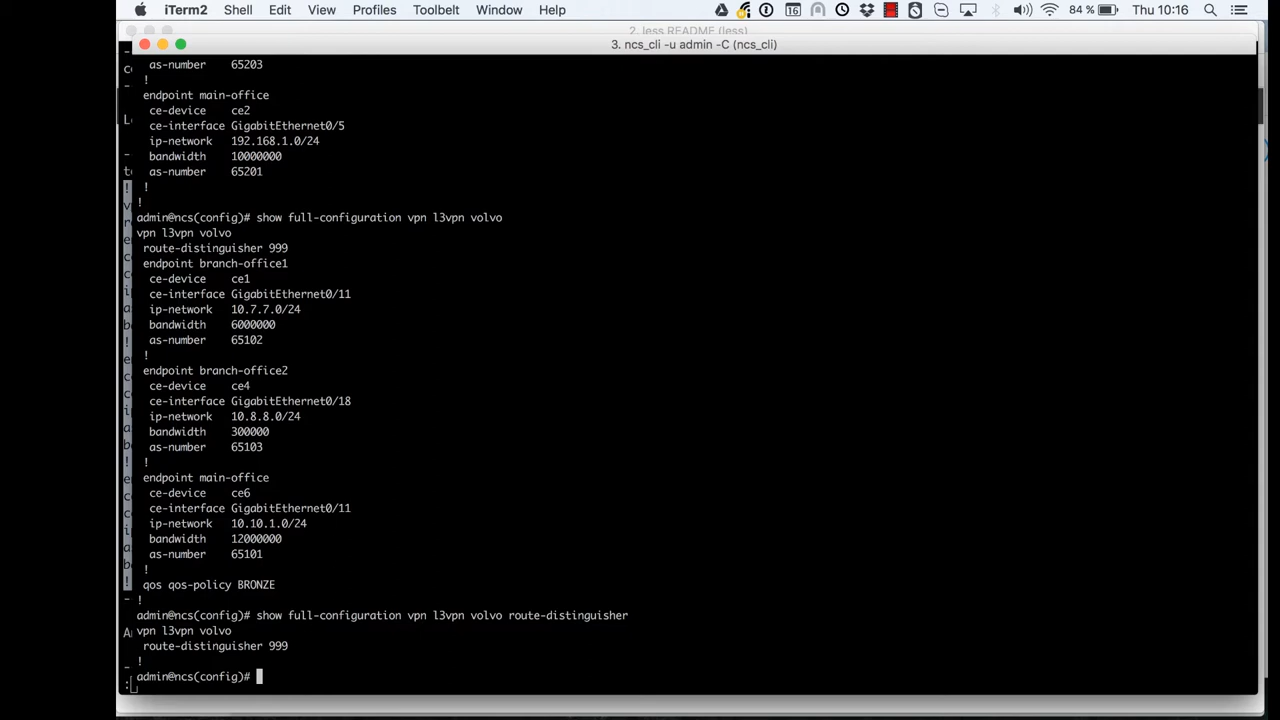 iTerm2 Shell Edit View Profiles Toolbelt Window Help 16 84 % Thu 10:16
2. less README (less)
3. ncs_cli -u admin -C (ncs_cli)
as-number 65203
!
endpoint main-office
ce-device ce2
ce-interface GigabitEthernet0/5
ip-network 192.168.1.0/24
bandwidth 10000000
as-number 65201
!
!
admin@ncs(config)# show full-configuration vpn l3vpn volvo
vpn l3vpn volvo
route-distinguisher 999
endpoint branch-office1
ce-device ce1
ce-interface GigabitEthernet0/11
ip-network 10.7.7.0/24
bandwidth 6000000
as-number 65102
!
endpoint branch-office2
ce-device ce4
ce-interface GigabitEthernet0/18
ip-network 10.8.8.0/24
bandwidth 300000
as-number 65103
!
endpoint main-office
ce-device ce6
ce-interface GigabitEthernet0/11
ip-network 10.10.1.0/24
bandwidth 12000000
as-number 65101
!
qos qos-policy BRONZE
!
admin@ncs(config)# show full-configuration vpn l3vpn volvo route-distinguisher
vpn l3vpn volvo
route-distinguisher 999
!
admin@ncs(config)#